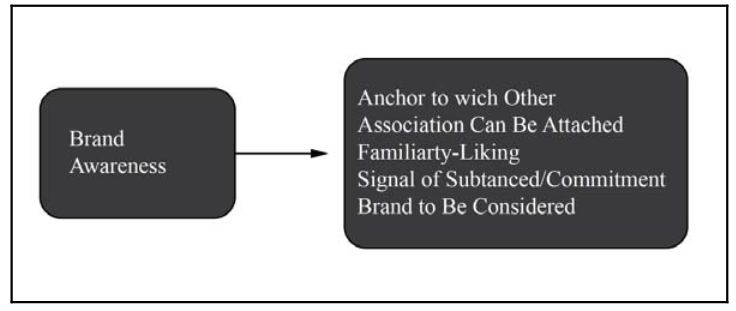 Brand
Awareness
Anchor to wich Other
Association Can Be Attached
Familiarty-Liking
Signal of Subtanced/Commitment
Brand to Be Considered